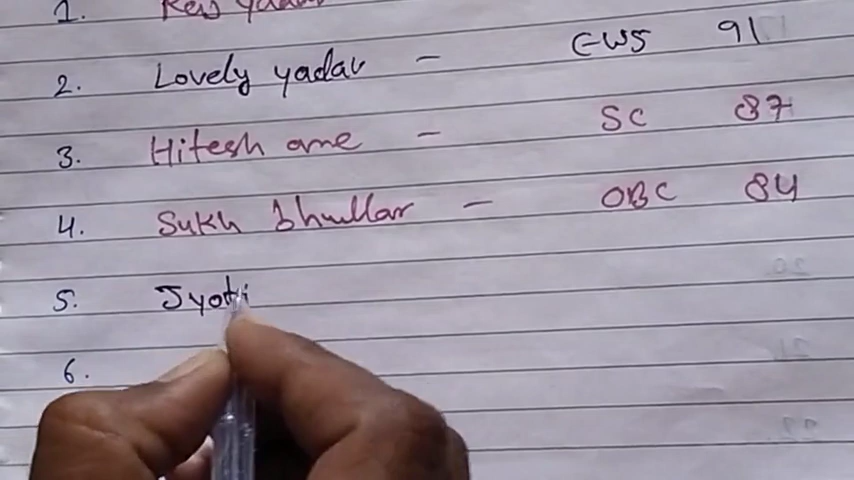 1. Yadav
2. Lovely yadav - EWS 91
3. Hitesh ame - SC 87
4. Sukh bhullar - OBC 84
5. Jyoti
6.